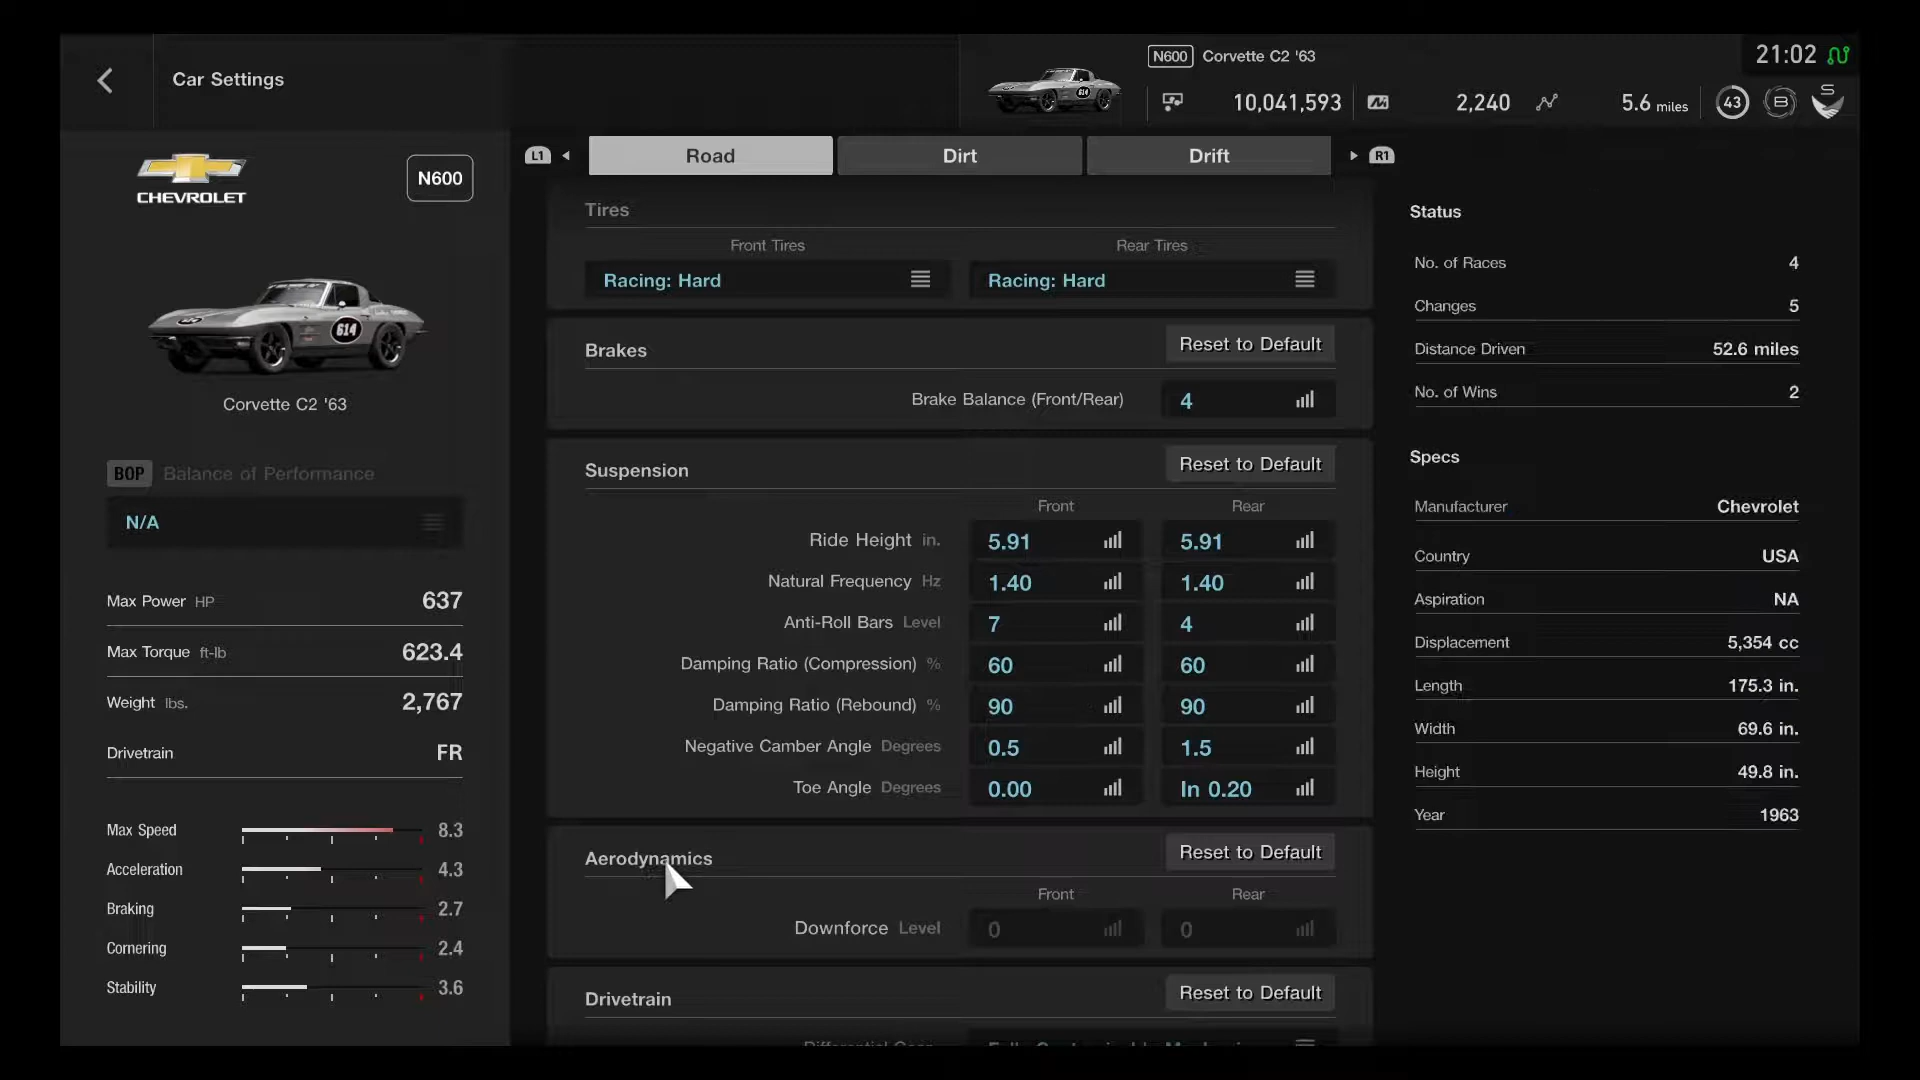 Car Settings
N600 Corvette C2 '63
21:02
10,041,593
2,240
5.6 miles
43 B S
CHEVROLET
N600
614
Corvette C2 '63
BOP Balance of Performance
N/A
Max Power HP 637
Max Torque ft-lb 623.4
Weight lbs. 2,767
Drivetrain FR
Max Speed 8.3
Acceleration 4.3
Braking 2.7
Cornering 2.4
Stability 3.6
L1 Road Dirt Drift R1
Tires
Front Tires Rear Tires
Racing: Hard Racing: Hard
Brakes Reset to Default
Brake Balance (Front/Rear) 4
Suspension Reset to Default
Front Rear
Ride Height in. 5.91 5.91
Natural Frequency Hz 1.40 1.40
Anti-Roll Bars Level 7 4
Damping Ratio (Compression) % 60 60
Damping Ratio (Rebound) % 90 90
Negative Camber Angle Degrees 0.5 1.5
Toe Angle Degrees 0.00 In 0.20
Aerodynamics Reset to Default
Front Rear
Downforce Level 0 0
Drivetrain Reset to Default
Status
No. of Races 4
Changes 5
Distance Driven 52.6 miles
No. of Wins 2
Specs
Manufacturer Chevrolet
Country USA
Aspiration NA
Displacement 5,354 cc
Length 175.3 in.
Width 69.6 in.
Height 49.8 in.
Year 1963